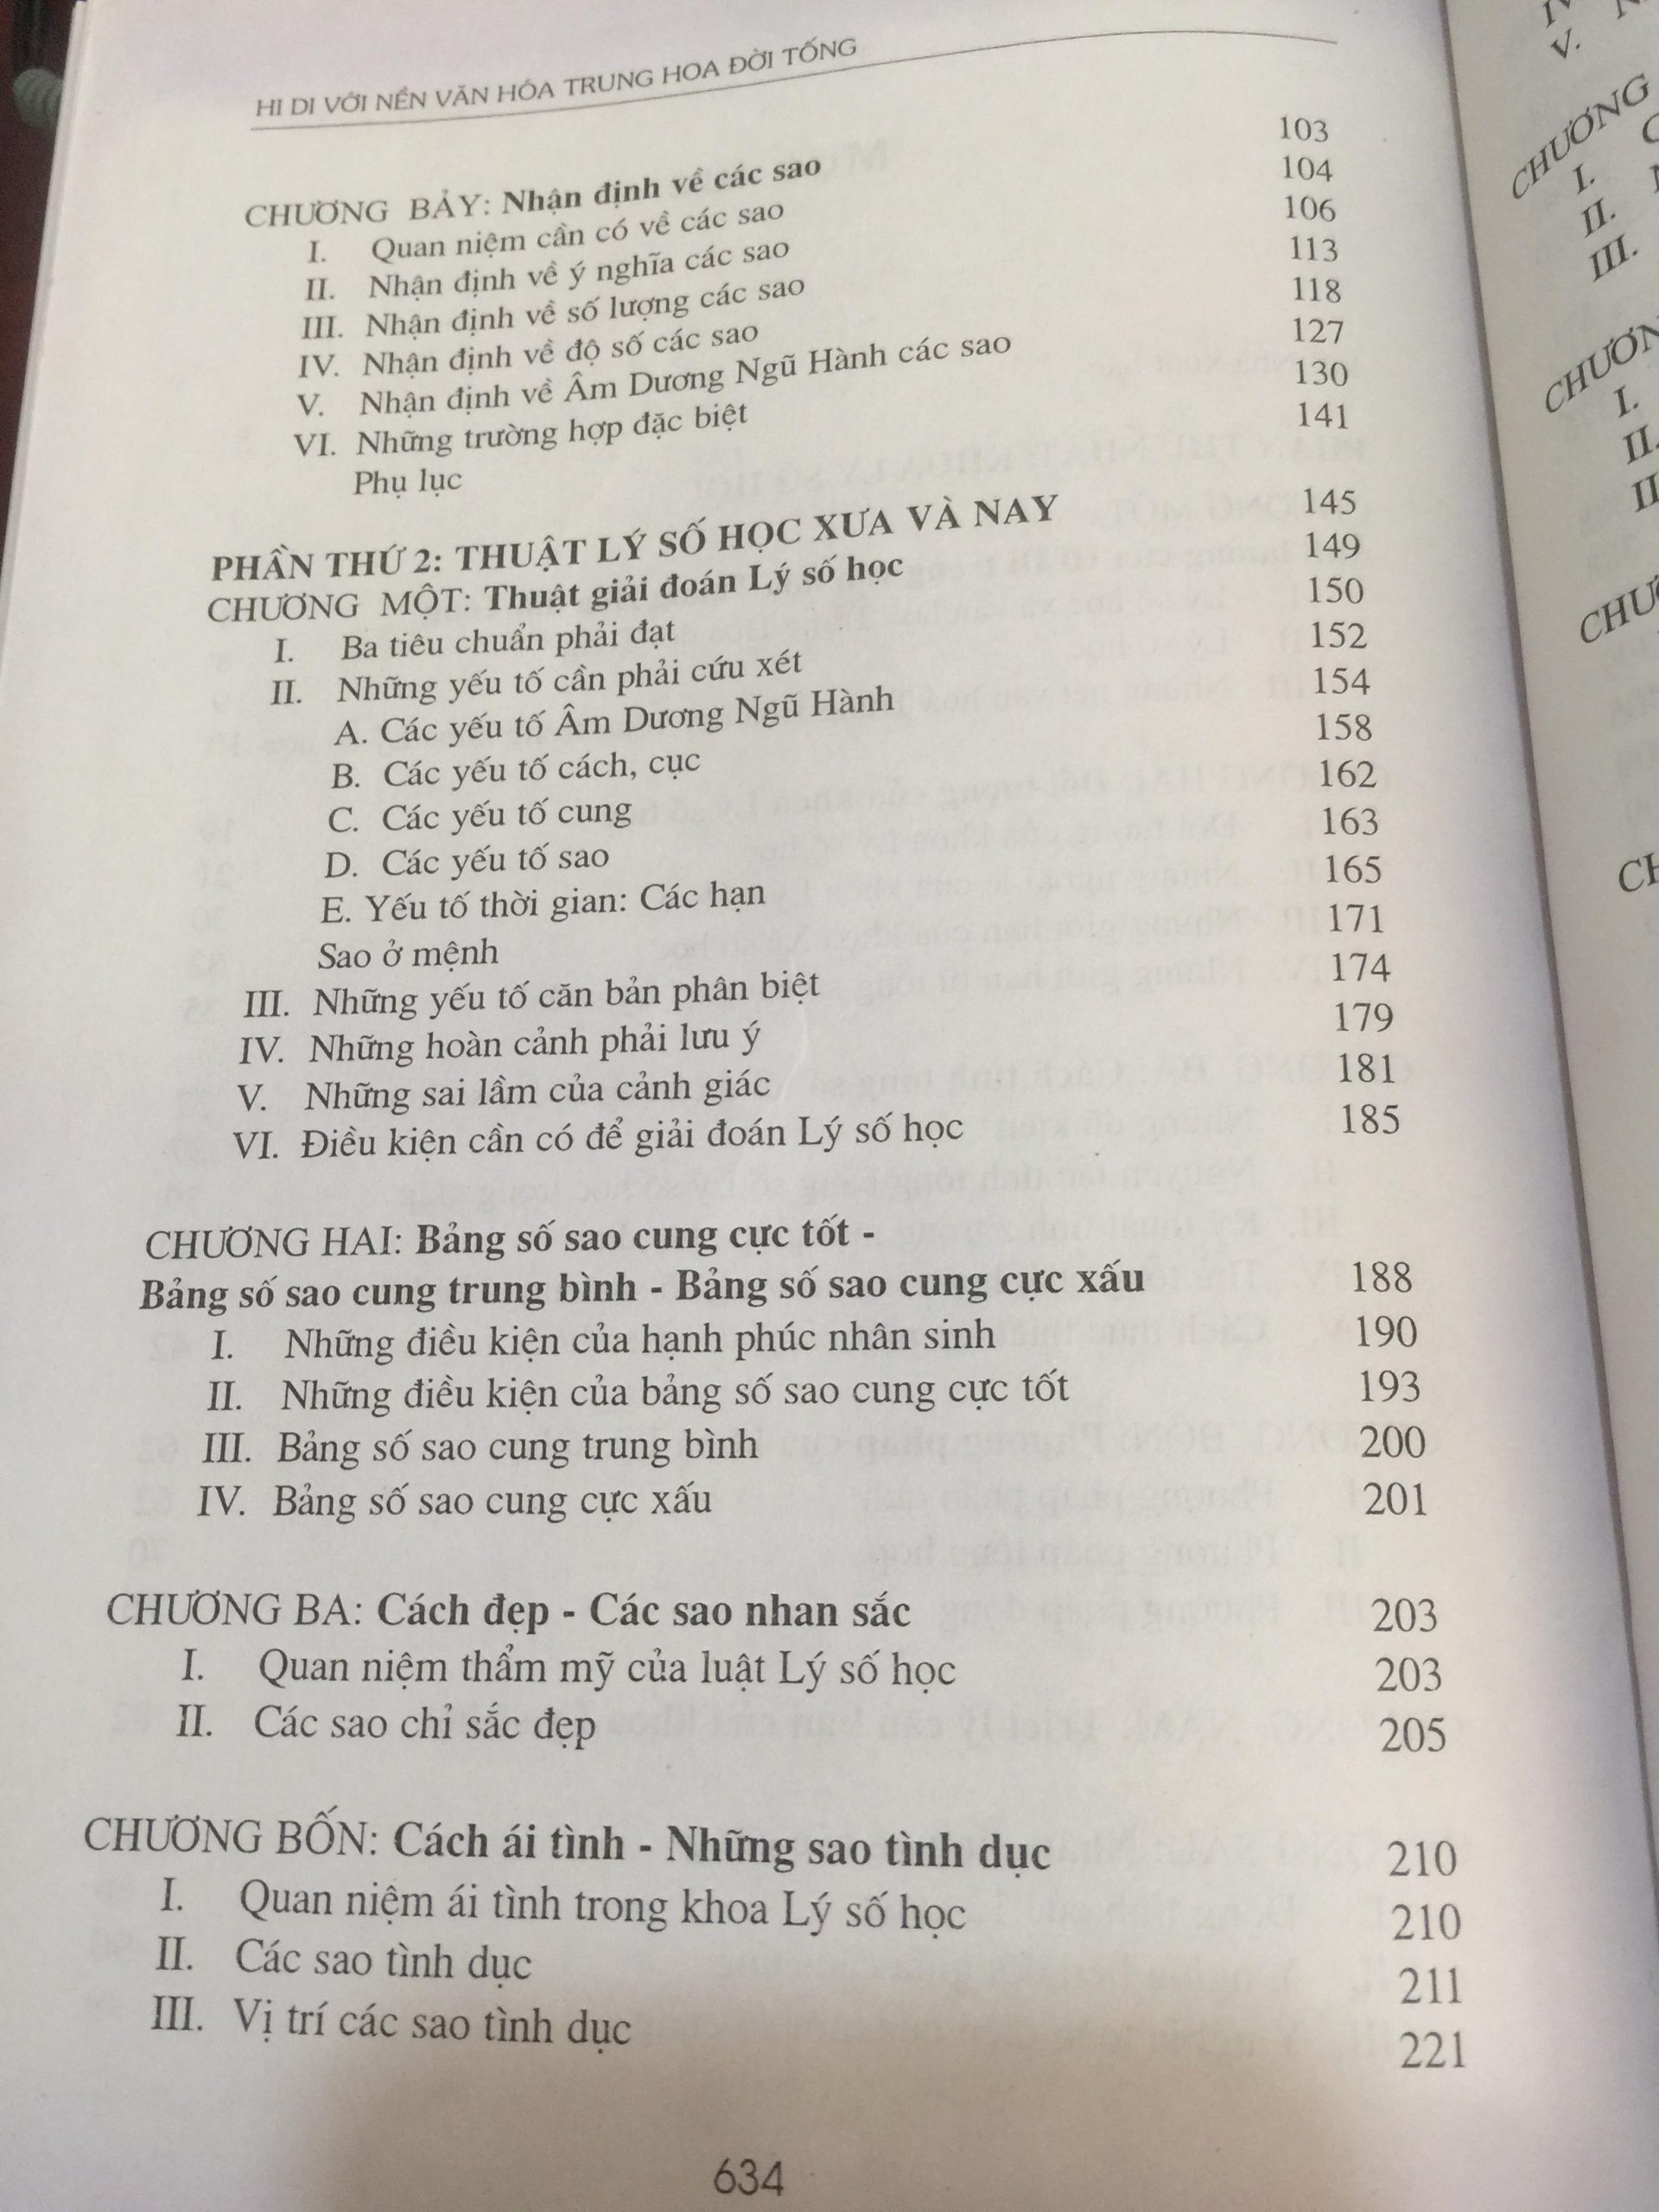 HI DI VỚI NỀN VĂN HÓA TRUNG HOA ĐỜI TỐNG
CHƯƠNG BẢY: Nhận định về các sao 103
I. Quan niệm cần có về các sao 104
II. Nhận định về ý nghĩa các sao 106
III. Nhận định về số lượng các sao 113
IV. Nhận định về độ số các sao 118
V. Nhận định về Âm Dương Ngũ Hành các sao 127
VI. Những trường hợp đặc biệt 130
Phụ lục 141
PHẦN THỨ 2: THUẬT LÝ SỐ HỌC XƯA VÀ NAY 145
CHƯƠNG MỘT: Thuật giải đoán Lý số học 149
I. Ba tiêu chuẩn phải đạt 150
II. Những yếu tố cần phải cứu xét 152
A. Các yếu tố Âm Dương Ngũ Hành 154
B. Các yếu tố cách, cục 158
C. Các yếu tố cung 162
D. Các yếu tố sao 163
E. Yếu tố thời gian: Các hạn 165
Sao ở mệnh 171
III. Những yếu tố căn bản phân biệt 174
IV. Những hoàn cảnh phải lưu ý 179
V. Những sai lầm của cảnh giác 181
VI. Điều kiện cần có để giải đoán Lý số học 185
CHƯƠNG HAI: Bảng số sao cung cực tốt -
Bảng số sao cung trung bình - Bảng số sao cung cực xấu 188
I. Những điều kiện của hạnh phúc nhân sinh 190
II. Những điều kiện của bảng số sao cung cực tốt 193
III. Bảng số sao cung trung bình 200
IV. Bảng số sao cung cực xấu 201
CHƯƠNG BA: Cách đẹp - Các sao nhan sắc 203
I. Quan niệm thẩm mỹ của luật Lý số học 203
II. Các sao chỉ sắc đẹp 205
CHƯƠNG BỐN: Cách ái tình - Những sao tình dục 210
I. Quan niệm ái tình trong khoa Lý số học 210
II. Các sao tình dục 211
III. Vị trí các sao tình dục 221
634
V.
CHƯƠNG
I.
II.
III.
I.
II.